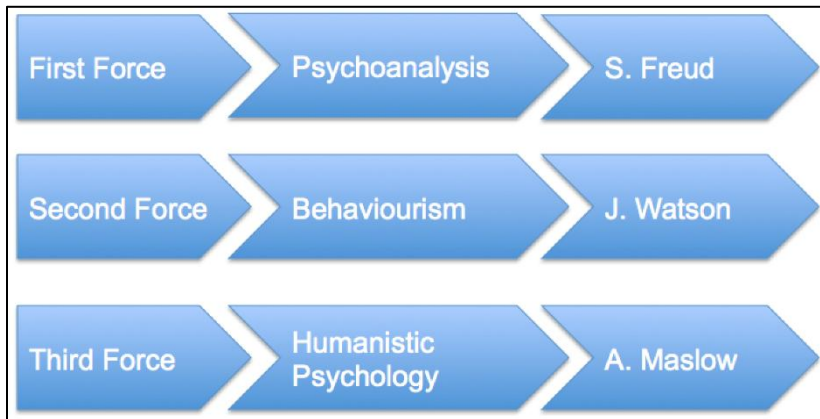 First Force
Psychoanalysis
S. Freud
Second Force
Behaviourism
J. Watson
Third Force
Humanistic
Psychology
A. Maslow